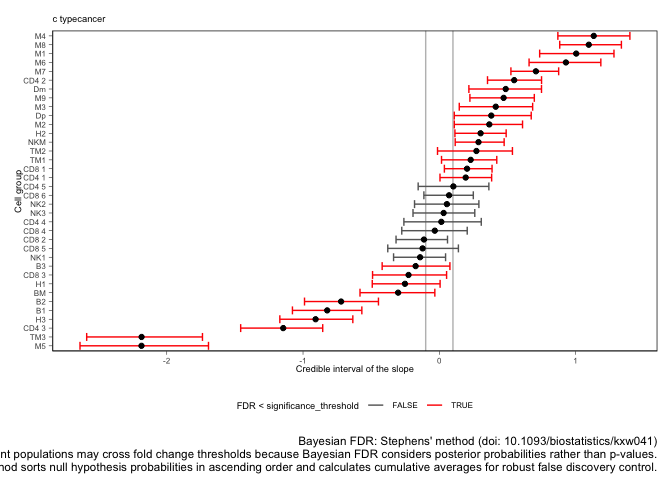 c typecancer
M4
M8
M1
M6
M7
CD4 2
Dm
M9
M3
Dp
M2
H2
NKM
TM2
TM1
CD8 1
CD4 1
CD4 5
CD8 6
NK2
NK3
CD4 4
CD8 4
CD8 2
CD8 5
NK1
B3
CD8 3
H1
BM
B2
B1
H3
CD4 3
TM3
M5
Cell group
-2
-1
0
1
Credible interval of the slope
FDR < significance_threshold
FALSE
TRUE
Bayesian FDR: Stephens' method (doi: 10.1093/biostatistics/kxw041)
nt populations may cross fold change thresholds because Bayesian FDR considers posterior probabilities rather than p-values.
nod sorts null hypothesis probabilities in ascending order and calculates cumulative averages for robust false discovery control.